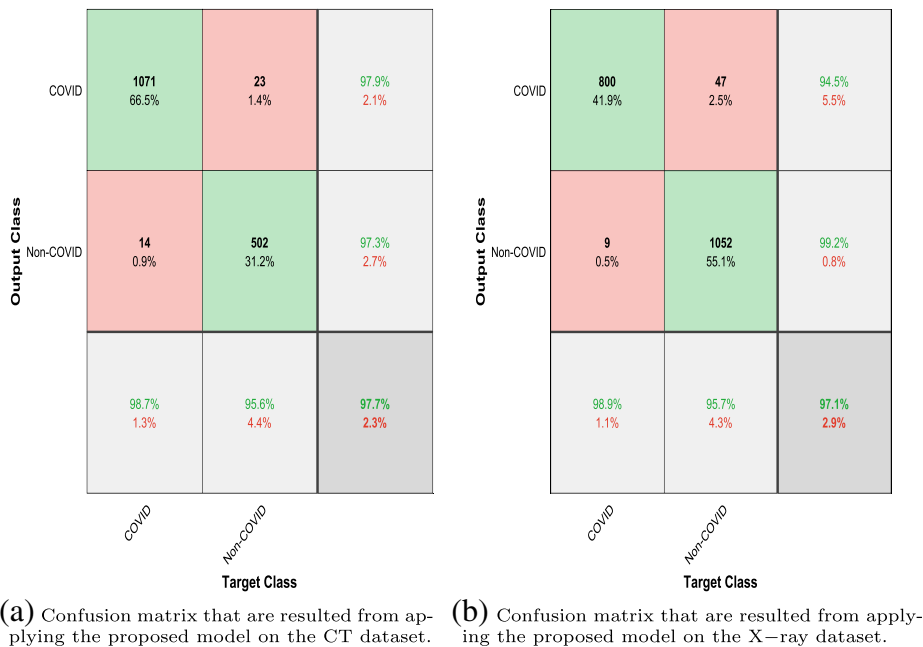 COVID
1071
66.5%
23
1.4%
97.9%
2.1%
Non-COVID
14
0.9%
502
31.2%
97.3%
2.7%
98.7%
1.3%
95.6%
4.4%
97.7%
2.3%
Output Class
COVID
Non-COVID
Target Class
(a) Confusion matrix that are resulted from ap-
plying the proposed model on the CT dataset.
COVID
800
41.9%
47
2.5%
94.5%
5.5%
Non-COVID
9
0.5%
1052
55.1%
99.2%
0.8%
98.9%
1.1%
95.7%
4.3%
97.1%
2.9%
Output Class
COVID
Non-COVID
Target Class
(b) Confusion matrix that are resulted from apply-
ing the proposed model on the X−ray dataset.